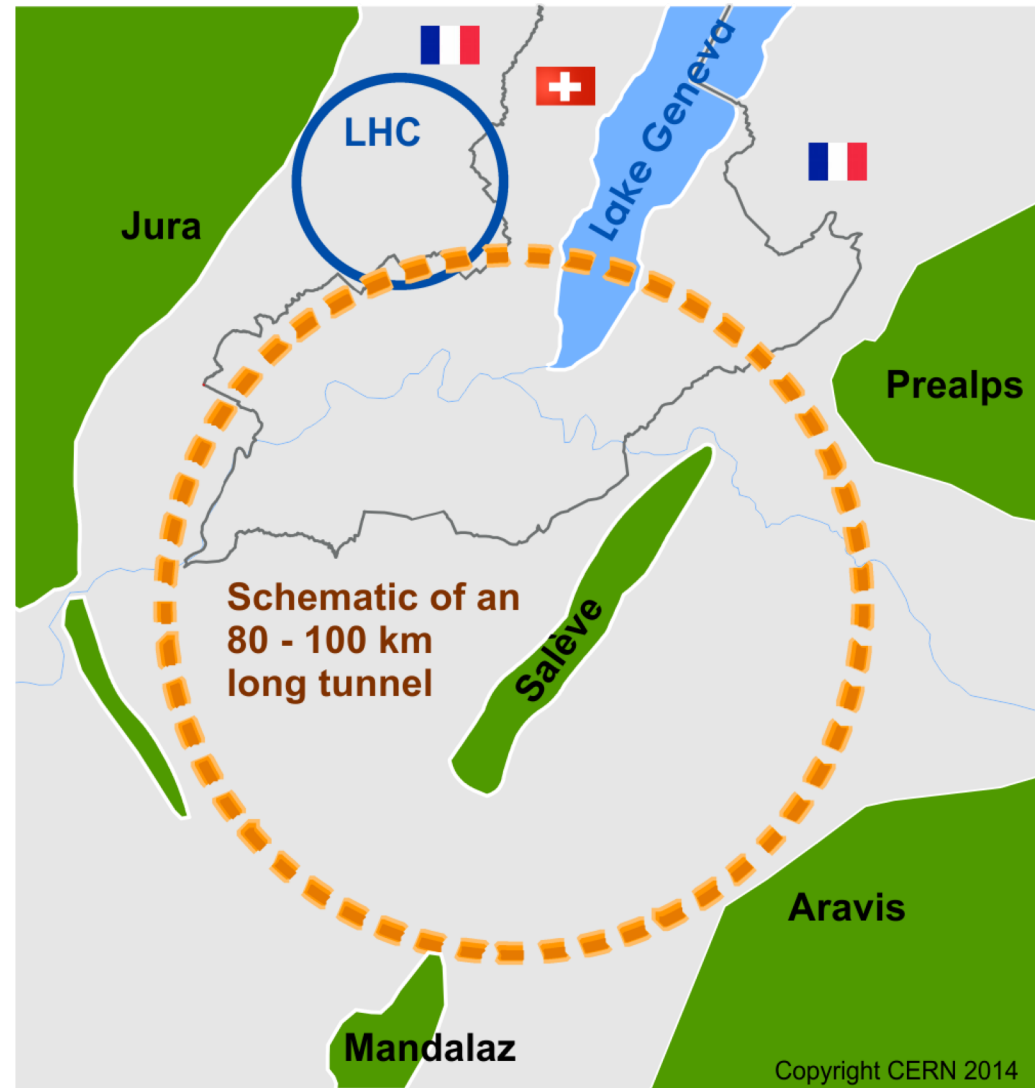 LHC
Lake Geneva
Jura
Prealps
Schematic of an
80 - 100 km
long tunnel
Salève
Aravis
Mandalaz
Copyright CERN 2014